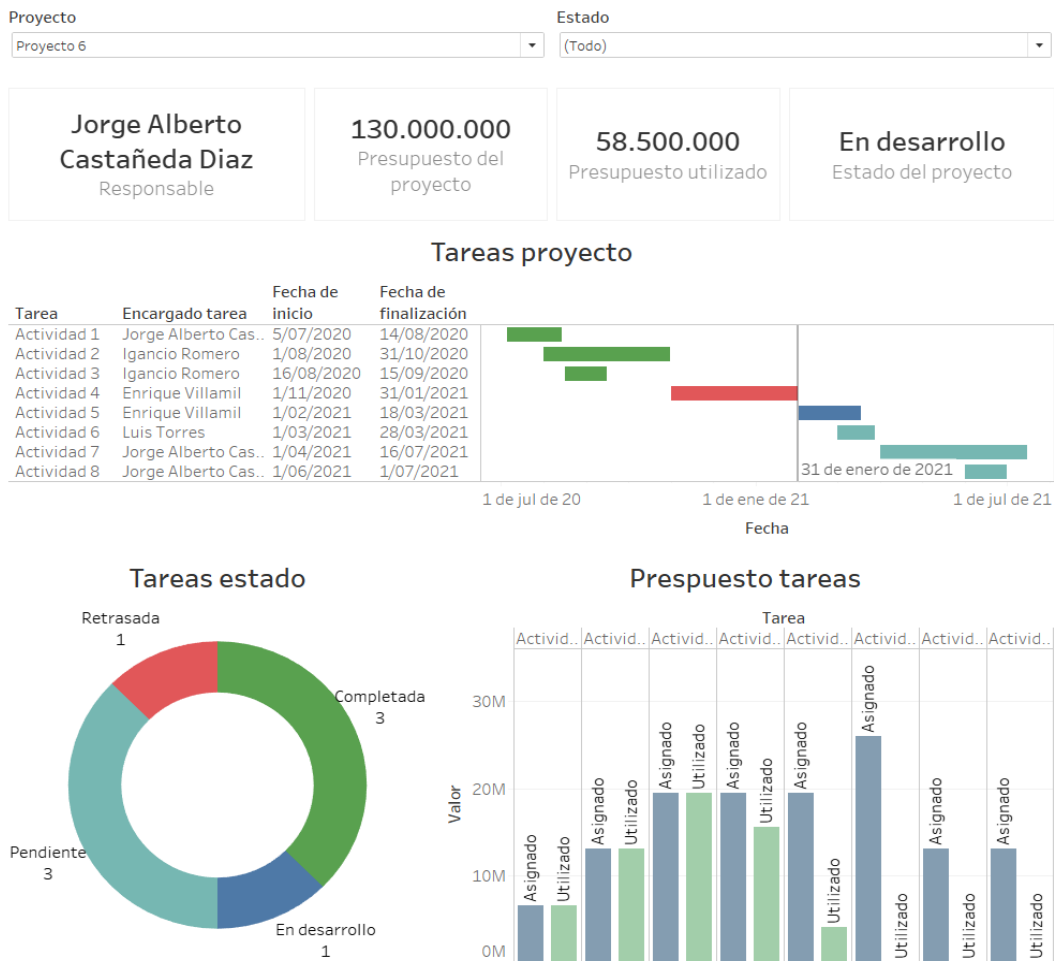 Proyecto Estado
Proyecto 6 (Todo)
Jorge Alberto
Castañeda Diaz
Responsable
130.000.000
Presupuesto del
proyecto
58.500.000
Presupuesto utilizado
En desarrollo
Estado del proyecto
Tareas proyecto
Tarea Encargado tarea Fecha de inicio Fecha de finalización
Actividad 1 Jorge Alberto Cas.. 5/07/2020 14/08/2020
Actividad 2 Igancio Romero 1/08/2020 31/10/2020
Actividad 3 Igancio Romero 16/08/2020 15/09/2020
Actividad 4 Enrique Villamil 1/11/2020 31/01/2021
Actividad 5 Enrique Villamil 1/02/2021 18/03/2021
Actividad 6 Luis Torres 1/03/2021 28/03/2021
Actividad 7 Jorge Alberto Cas.. 1/04/2021 16/07/2021
Actividad 8 Jorge Alberto Cas.. 1/06/2021 1/07/2021
31 de enero de 2021
1 de jul de 20 1 de ene de 21 1 de jul de 21
Fecha
Tareas estado
Retrasada
1
Completada
3
Pendiente
3
En desarrollo
1
Prespuesto tareas
Tarea
Activid.. Activid.. Activid.. Activid.. Activid.. Activid.. Activid.. Activid..
30M
20M
10M
0M
Valor
Asignado Utilizado Asignado Utilizado Asignado Utilizado Asignado Utilizado Asignado Utilizado Asignado Utilizado Asignado Utilizado Asignado Utilizado